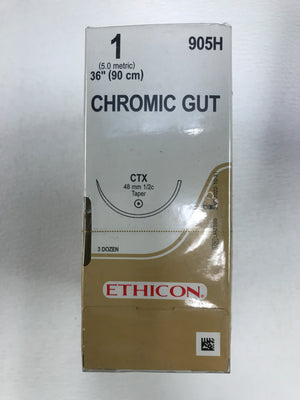 1
905H
(5.0 metric)
36" (90 cm)
CHROMIC GUT
CTX
48 mm 1/2c
Taper
3 DOZEN
ETHICON